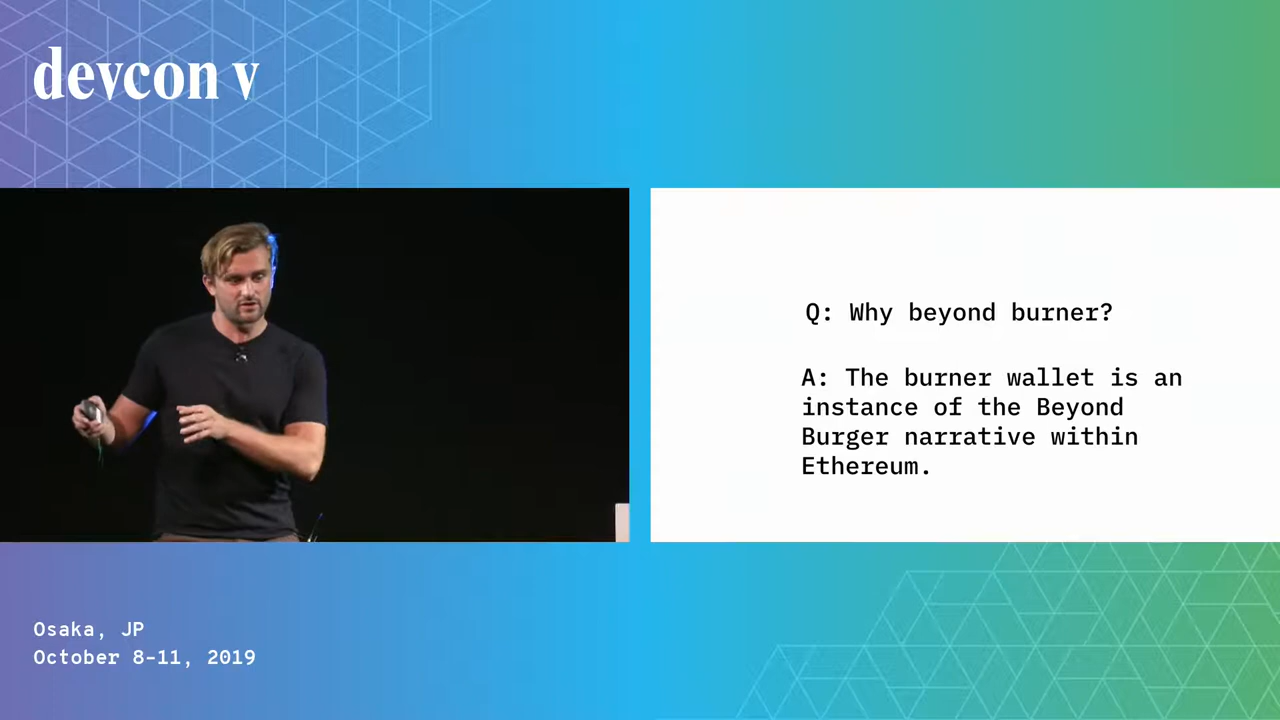 devcon v
Q: Why beyond burner?
A: The burner wallet is an
instance of the Beyond
Burger narrative within
Ethereum.
Osaka, JP
October 8-11, 2019